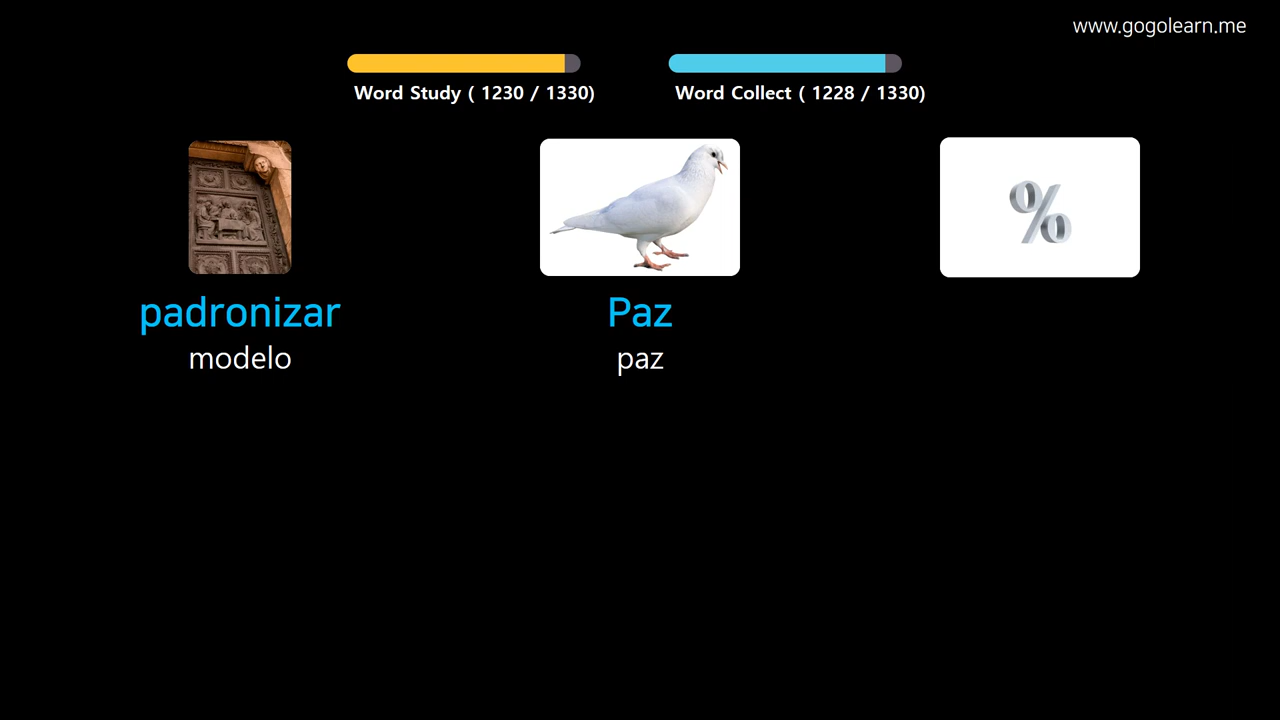 www.gogolearn.me
Word Study ( 1230 / 1330)
Word Collect ( 1228 / 1330)
%
padronizar
Paz
modelo
paz